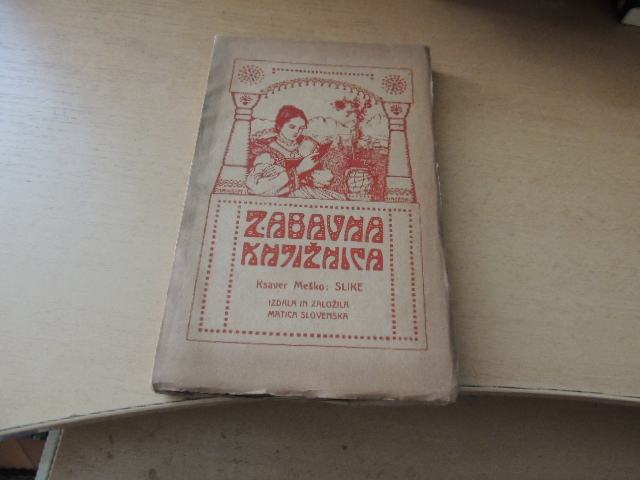 ZABAVNA
KNJIŽNICA
Ksaver Meško: SLIKE
IZDALA IN ZALOŽILA
MATICA SLOVENSKA